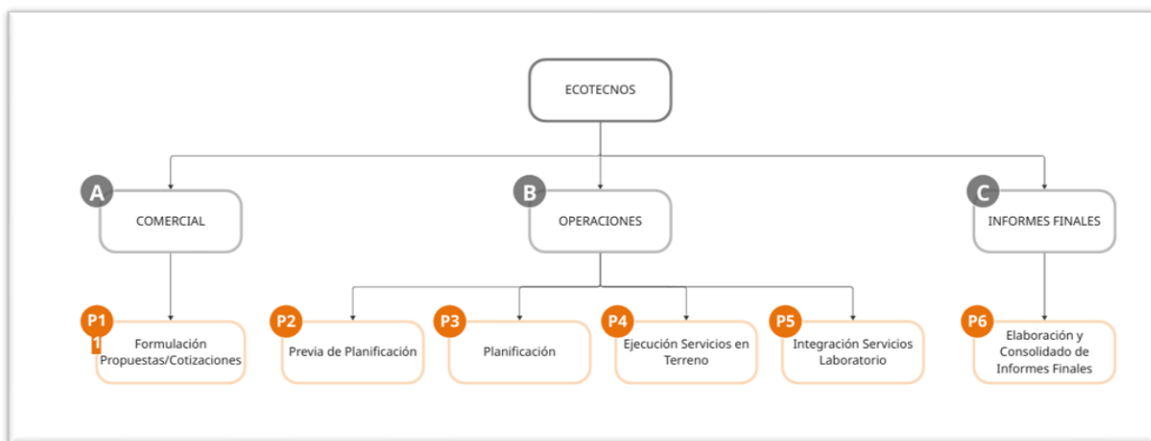 ECOTECNOS
A
COMERCIAL
B
OPERACIONES
C
INFORMES FINALES
P1
1
Formulación
Propuestas/Cotizaciones
P2
Previa de Planificación
P3
Planificación
P4
Ejecución Servicios en
Terreno
P5
Integración Servicios
Laboratorio
P6
Elaboración y
Consolidado de
Informes Finales